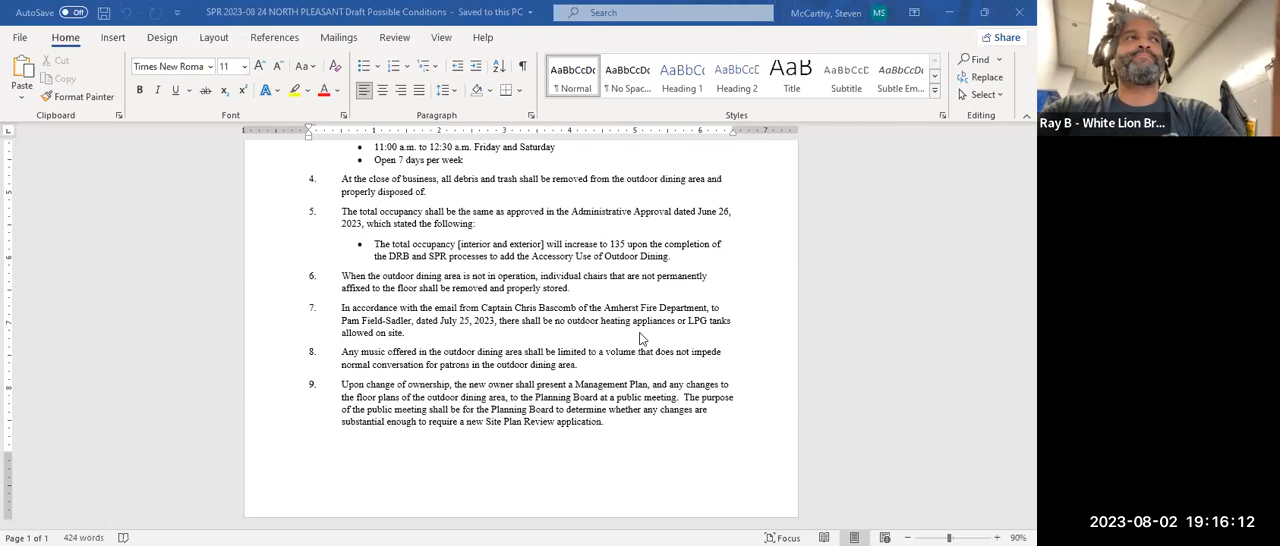 AutoSave Off SPR 2023-08 24 NORTH PLEASANT Draft Possible Conditions - Saved to this PC Search McCarthy, Steven MS
File Home Insert Draw Design Layout References Mailings Review View Help Share
Paste Cut Copy Format Painter Times New Roma 11 Normal No Spac... Heading 1 Heading 2 Title Subtitle Subtle Em... Find Replace Select
Clipboard Font Paragraph Styles Editing
• 11:00 a.m. to 12:30 a.m. Friday and Saturday
• Open 7 days per week
4. At the close of business, all debris and trash shall be removed from the outdoor dining area and
properly disposed of.
5. The total occupancy shall be the same as approved in the Administrative Approval dated June 26,
2023, which stated the following:
• The total occupancy [interior and exterior] will increase to 135 upon the completion of
the DRB and SPR processes to add the Accessory Use of Outdoor Dining.
6. When the outdoor dining area is not in operation, individual chairs that are not permanently
affixed to the floor shall be removed and properly stored.
7. In accordance with the email from Captain Chris Bascomb of the Amherst Fire Department, to
Pam Field-Sadler, dated July 25, 2023, there shall be no outdoor heating appliances or LPG tanks
allowed on site.
8. Any music offered in the outdoor dining area shall be limited to a volume that does not impede
normal conversation for patrons in the outdoor dining area.
9. Upon change of ownership, the new owner shall present a Management Plan, and any changes to
the floor plans of the outdoor dining area, to the Planning Board at a public meeting. The purpose
of the public meeting shall be for the Planning Board to determine whether any changes are
substantial enough to require a new Site Plan Review application.
Page 1 of 1 424 words Focus 90%
Ray B - White Lion Br...
2023-08-02 19:16:12